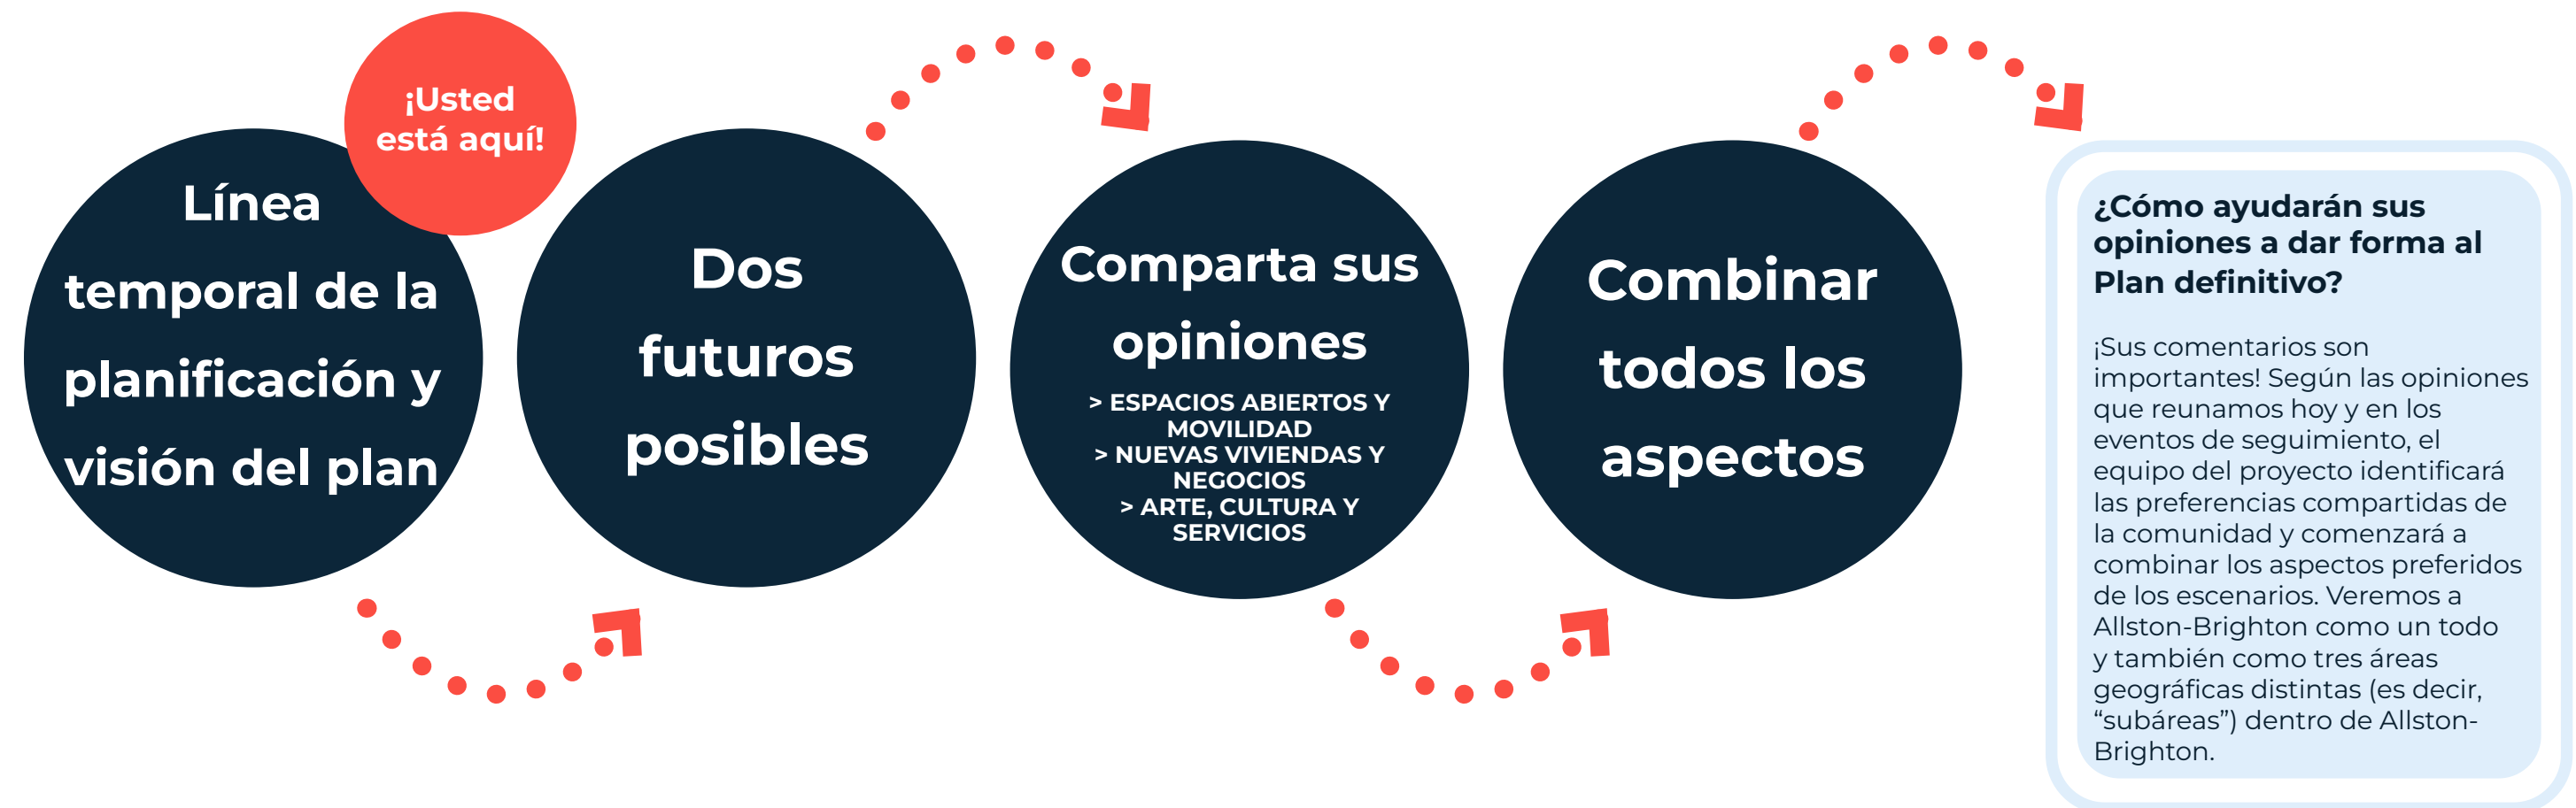 ¡Usted
está aquí!
Línea
temporal de la
planificación y
visión del plan
Dos
futuros
posibles
Comparta sus
opiniones
> ESPACIOS ABIERTOS Y
MOVILIDAD
> NUEVAS VIVIENDAS Y
NEGOCIOS
> ARTE, CULTURA Y
SERVICIOS
Combinar
todos los
aspectos
¿Cómo ayudarán sus
opiniones a dar forma al
Plan definitivo?
¡Sus comentarios son
importantes! Según las opiniones
que reunamos hoy y en los
eventos de seguimiento, el
equipo del proyecto identificará
las preferencias compartidas de
la comunidad y comenzará a
combinar los aspectos preferidos
de los escenarios. Veremos a
Allston-Brighton como un todo
y también como tres áreas
geográficas distintas (es decir,
“subáreas”) dentro de Allston-
Brighton.